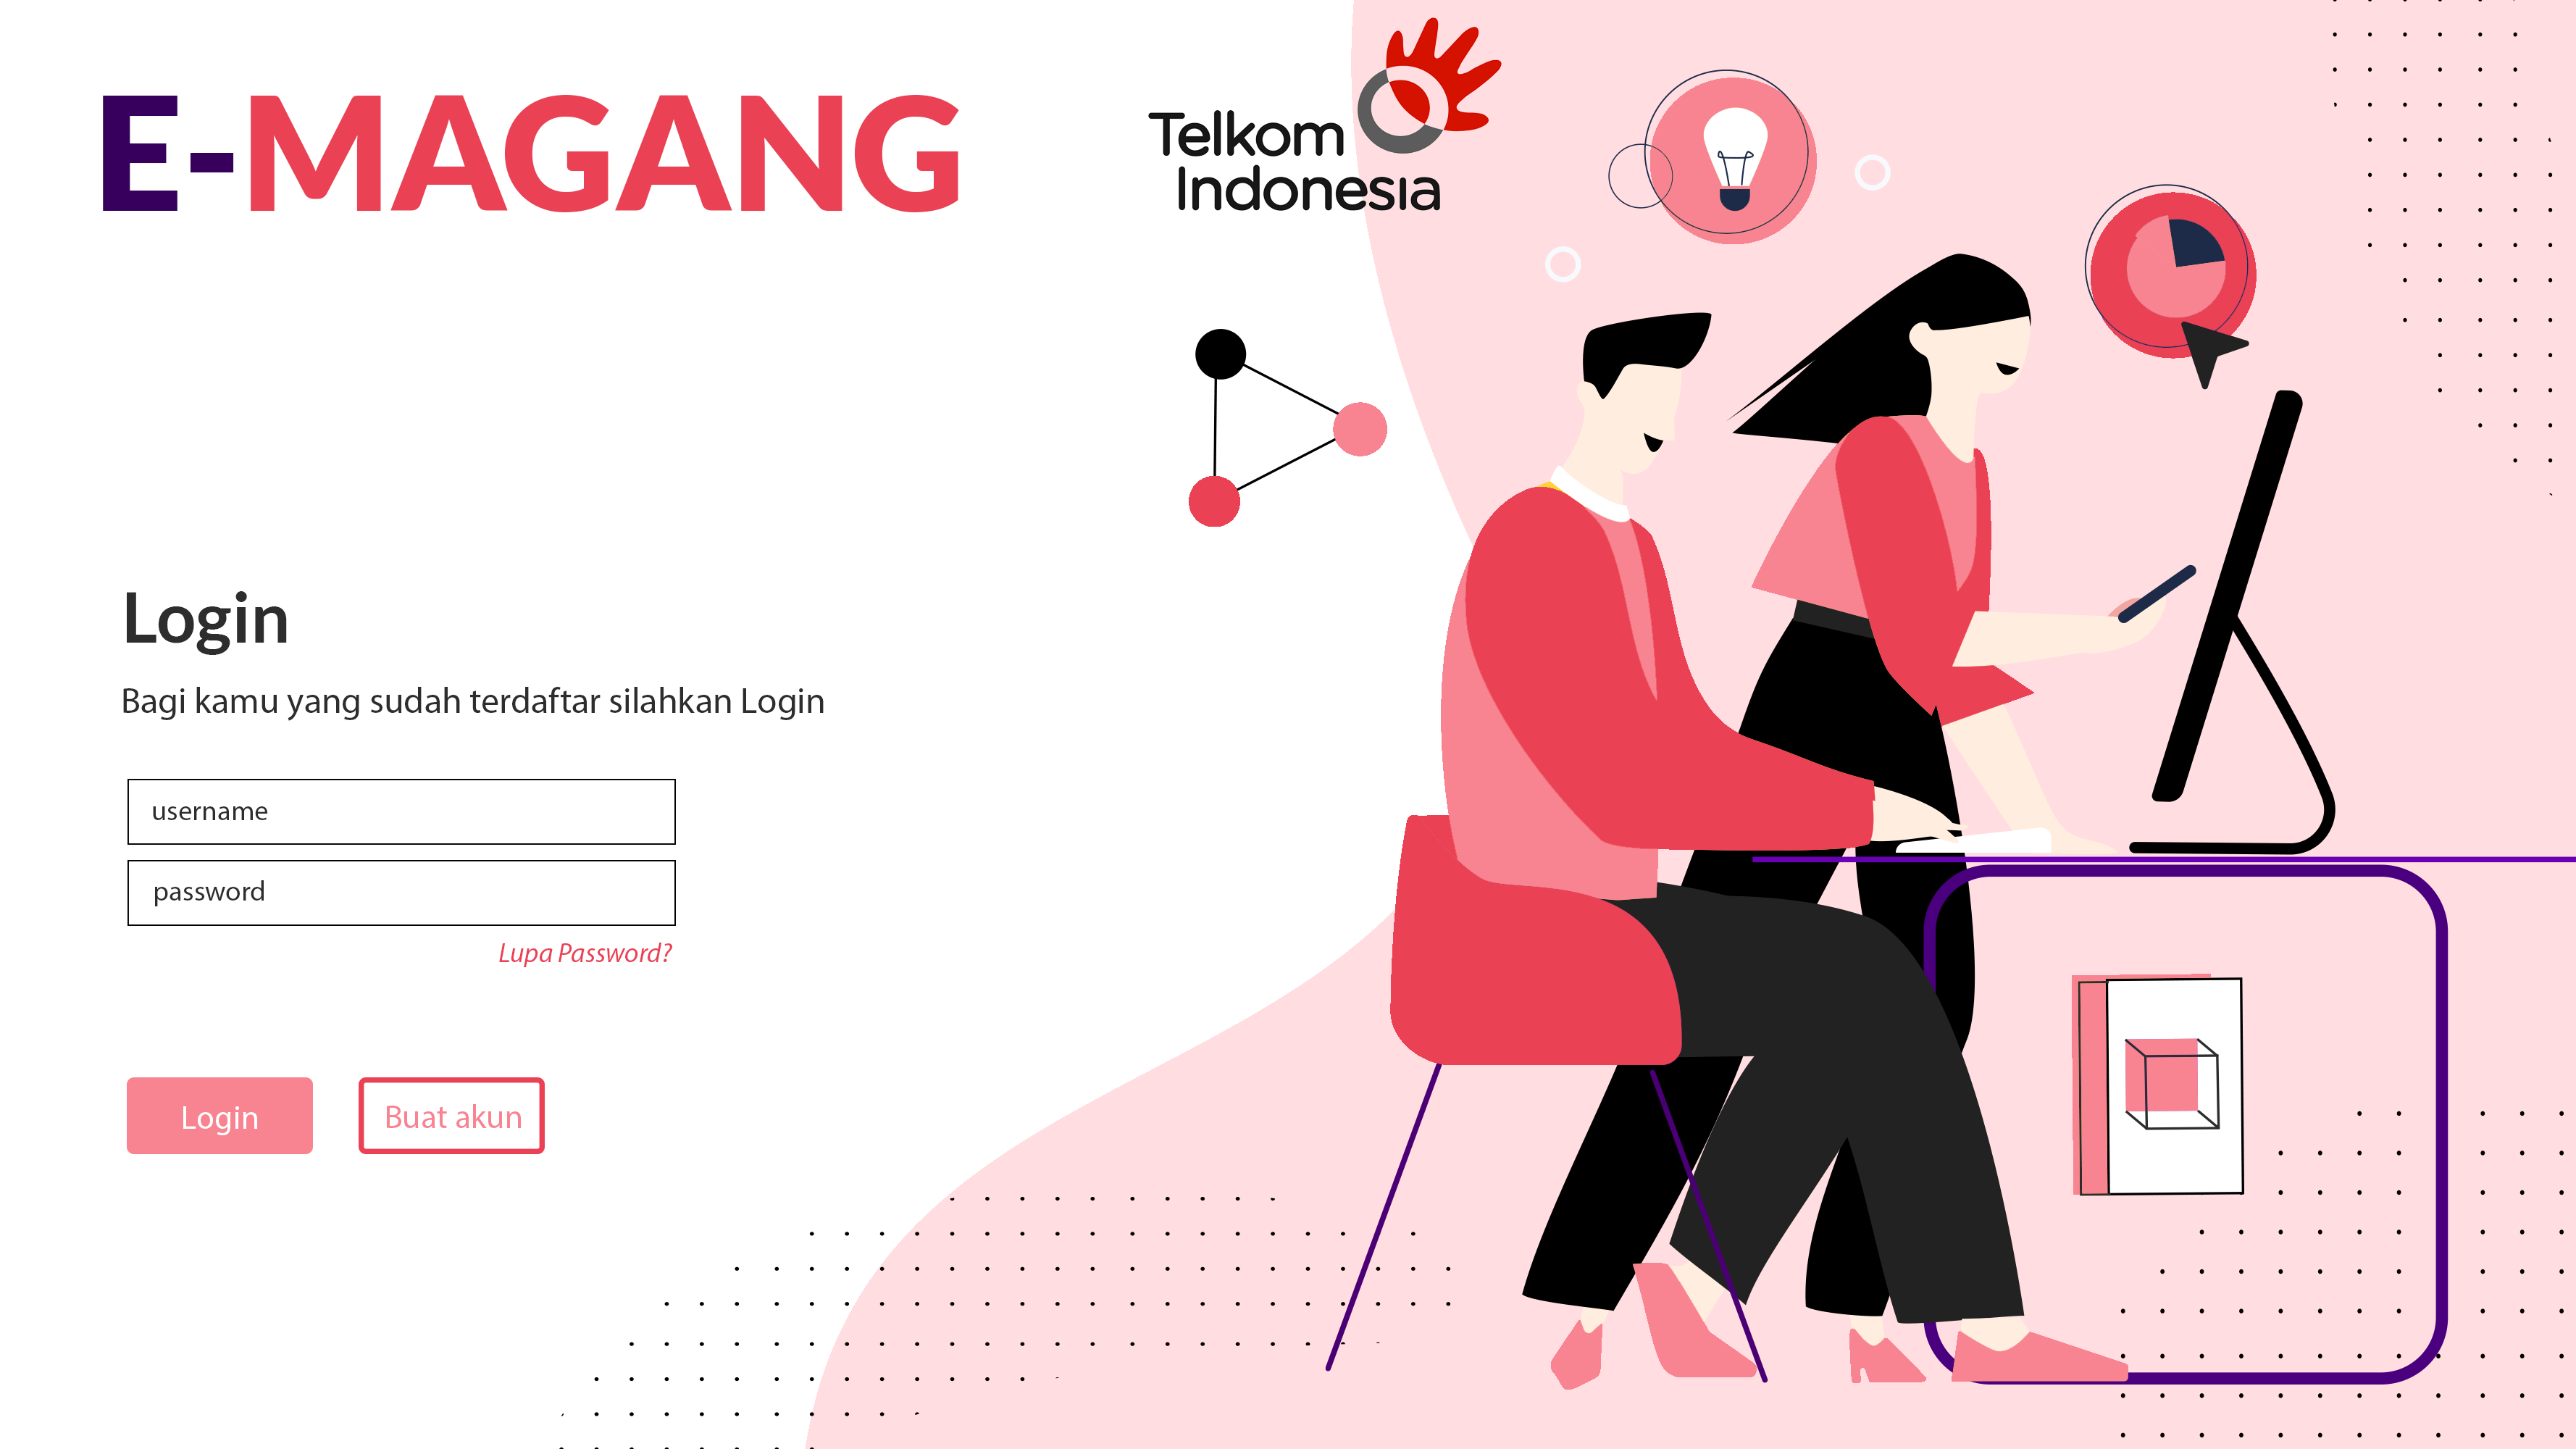 E-MAGANG
Telkom
Indonesia
Login
Bagi kamu yang sudah terdaftar silahkan Login
username
password
Lupa Password?
Login
Buat akun